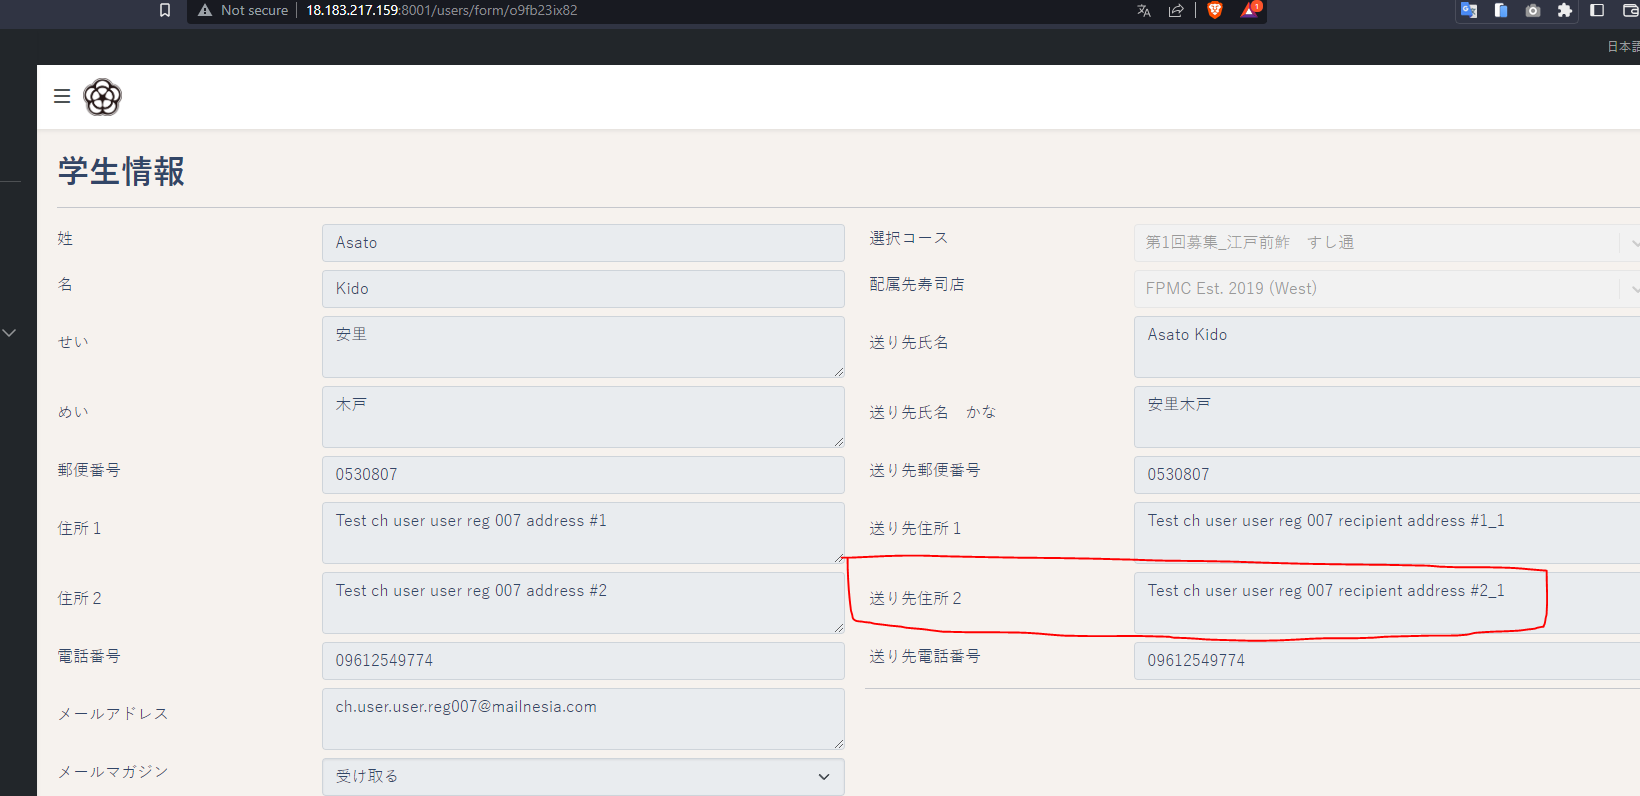 Not secure 18.183.217.159:8001/users/form/o9fb23ix82
1
日本語
学生情報
姓 Asato
名 Kido
せい 安里
めい 木戸
郵便番号 0530807
住所1 Test ch user user reg 007 address #1
住所2 Test ch user user reg 007 address #2
電話番号 09612549774
メールアドレス ch.user.user.reg007@mailnesia.com
メールマガジン 受け取る
選択コース 第1回募集_江戸前鮓 すし通
配属先寿司店 FPMC Est. 2019 (West)
送り先氏名 Asato Kido
送り先氏名 かな 安里木戸
送り先郵便番号 0530807
送り先住所1 Test ch user user reg 007 recipient address #1_1
送り先住所2 Test ch user user reg 007 recipient address #2_1
送り先電話番号 09612549774